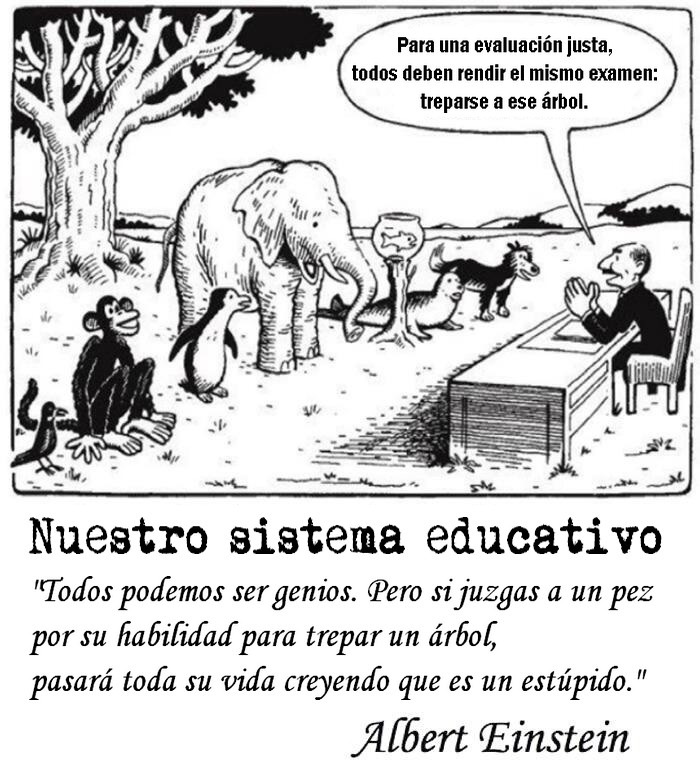 Para una evaluación justa,
todos deben rendir el mismo examen:
treparse a ese árbol.
Nuestro sistema educativo
"Todos podemos ser genios. Pero si juzgas a un pez
por su habilidad para trepar un árbol,
pasará toda su vida creyendo que es un estúpido."
Albert Einstein